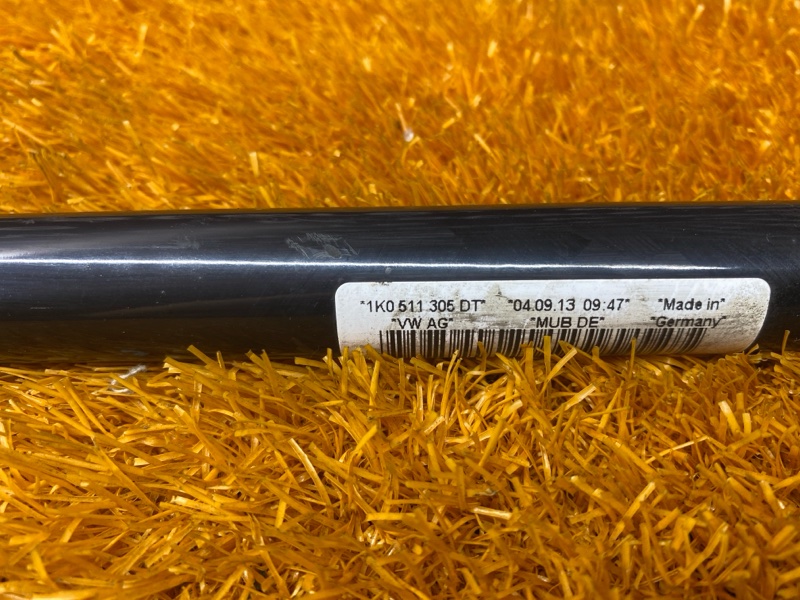 "1K0 511 305 DT" "04.09.13 09:47" "Made in"
"VW AG" "MUB DE" "Germany"